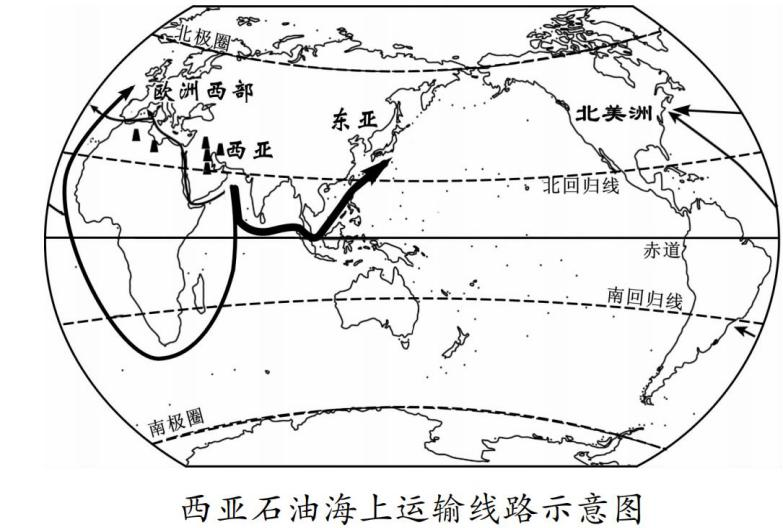 北极圈
欧洲西部
东亚
北美洲
西亚
北回归线
赤道
南回归线
南极圈
西亚石油海上运输线路示意图